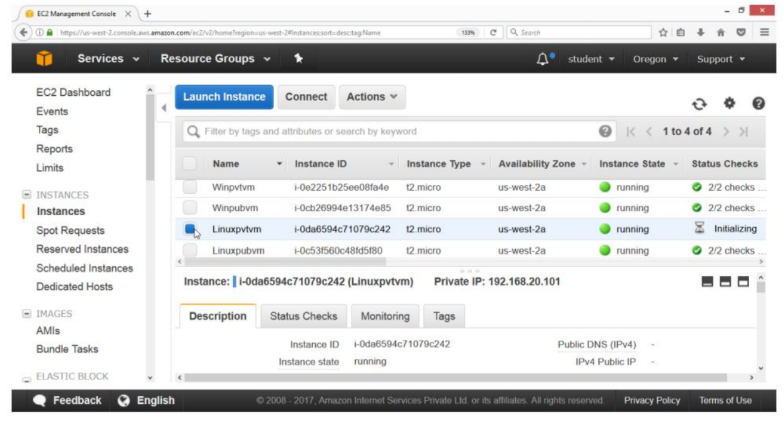 EC2 Management Console
https://us-west-2.console.aws.amazon.com/ec2/v2/home?region=us-west-2#Instances:sort=desc:tag:Name
133%
Search
Services
Resource Groups
student
Oregon
Support
EC2 Dashboard
Events
Tags
Reports
Limits
INSTANCES
Instances
Spot Requests
Reserved Instances
Scheduled Instances
Dedicated Hosts
IMAGES
AMIs
Bundle Tasks
ELASTIC BLOCK
Launch Instance Connect Actions
Filter by tags and attributes or search by keyword
1 to 4 of 4
Name Instance ID Instance Type Availability Zone Instance State Status Checks
Winpvtvm i-0e2251b25ee08fa4e t2.micro us-west-2a running 2/2 checks ...
Winpubvm i-0cb26994e13174e85 t2.micro us-west-2a running 2/2 checks ...
Linuxpvtvm i-0da6594c71079c242 t2.micro us-west-2a running Initializing
Linuxpubvm i-0c53f560c48fd5f80 t2.micro us-west-2a running 2/2 checks ...
Instance: i-0da6594c71079c242 (Linuxpvtvm) Private IP: 192.168.20.101
Description Status Checks Monitoring Tags
Instance ID i-0da6594c71079c242 Public DNS (IPv4) -
Instance state running IPv4 Public IP -
Feedback English © 2008 - 2017, Amazon Internet Services Private Ltd. or its affiliates. All rights reserved. Privacy Policy Terms of Use